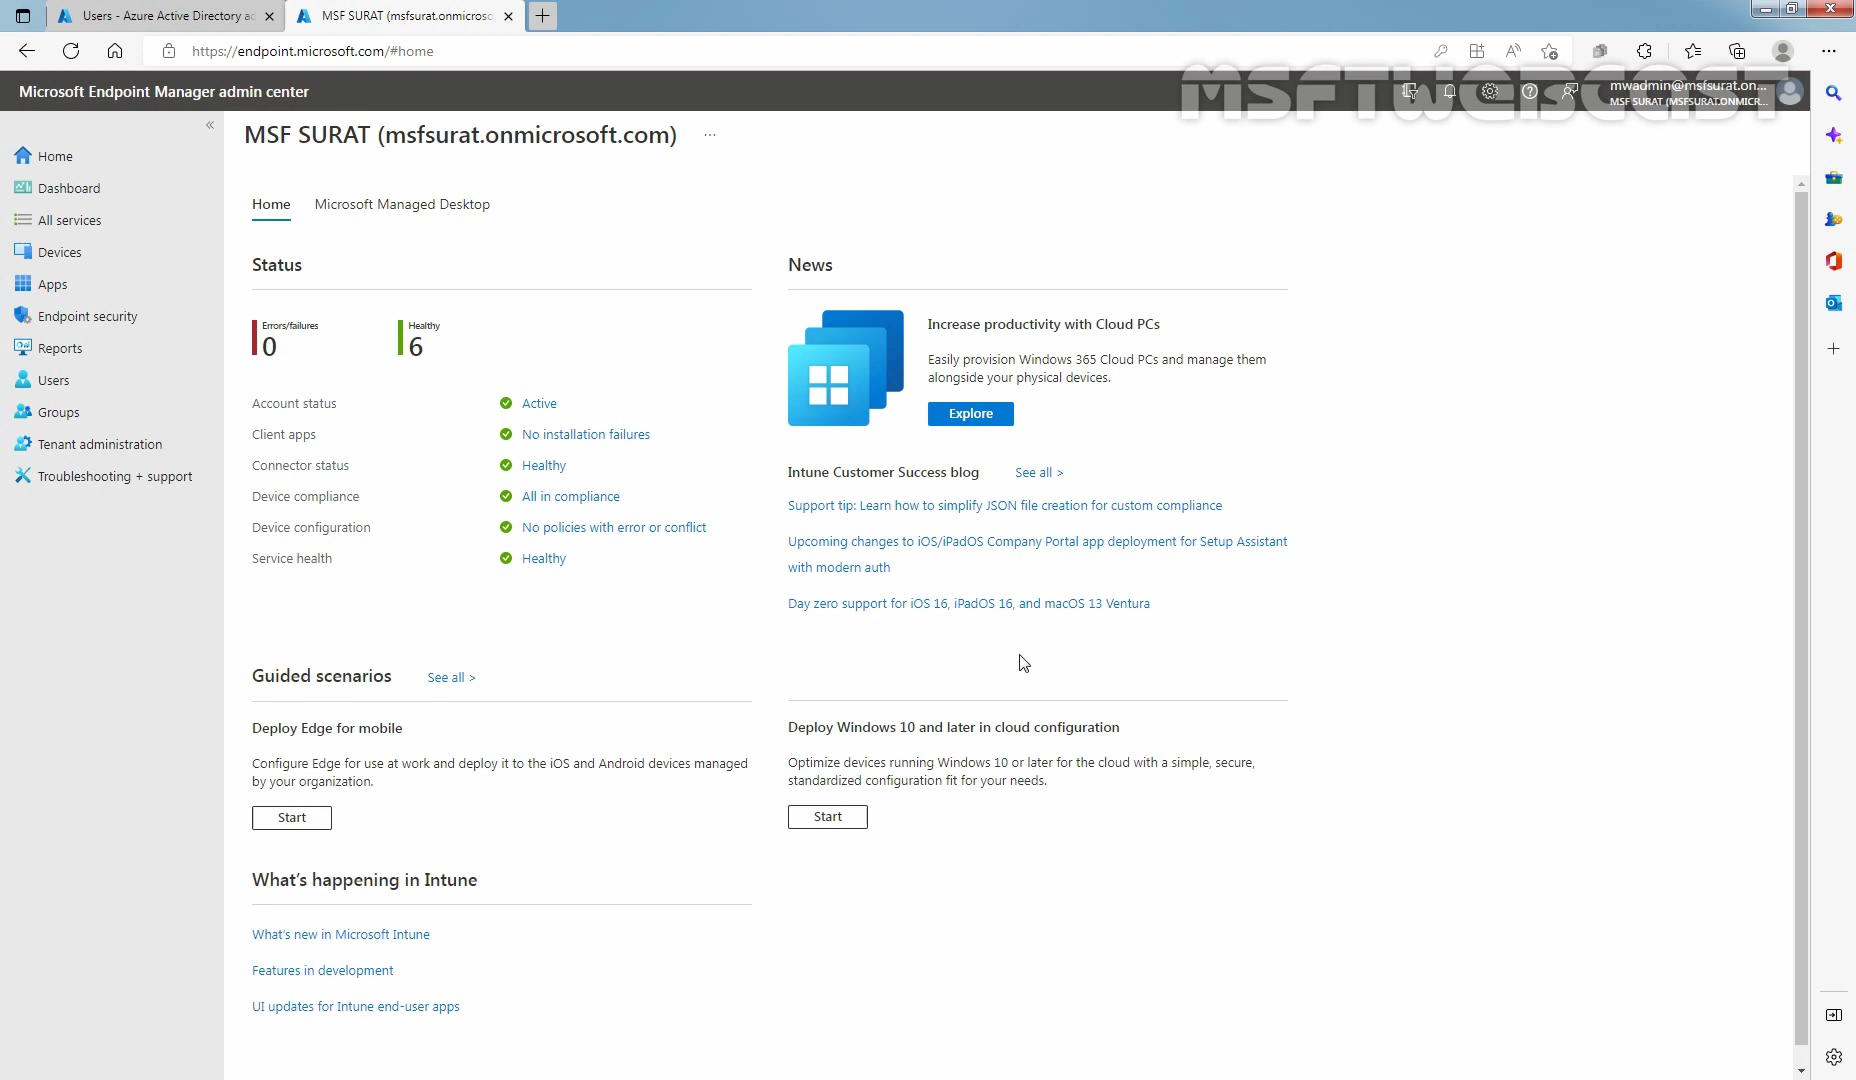 Users - Azure Active Directory ad
MSF SURAT (msfsurat.onmicroso
https://endpoint.microsoft.com/#home
MSFTWEBCAST
Microsoft Endpoint Manager admin center
mwadmin@msfsurat.on...
MSF SURAT (MSFSURAT.ONMICR...
«
MSF SURAT (msfsurat.onmicrosoft.com)
...
Home
Dashboard
All services
Devices
Apps
Endpoint security
Reports
Users
Groups
Tenant administration
Troubleshooting + support
Home
Microsoft Managed Desktop
Status
Errors/failures
0
Healthy
6
Account status
Active
Client apps
No installation failures
Connector status
Healthy
Device compliance
All in compliance
Device configuration
No policies with error or conflict
Service health
Healthy
News
Increase productivity with Cloud PCs
Easily provision Windows 365 Cloud PCs and manage them
alongside your physical devices.
Explore
Intune Customer Success blog
See all >
Support tip: Learn how to simplify JSON file creation for custom compliance
Upcoming changes to iOS/iPadOS Company Portal app deployment for Setup Assistant
with modern auth
Day zero support for iOS 16, iPadOS 16, and macOS 13 Ventura
Guided scenarios
See all >
Deploy Edge for mobile
Configure Edge for use at work and deploy it to the iOS and Android devices managed
by your organization.
Start
Deploy Windows 10 and later in cloud configuration
Optimize devices running Windows 10 or later for the cloud with a simple, secure,
standardized configuration fit for your needs.
Start
What's happening in Intune
What's new in Microsoft Intune
Features in development
UI updates for Intune end-user apps